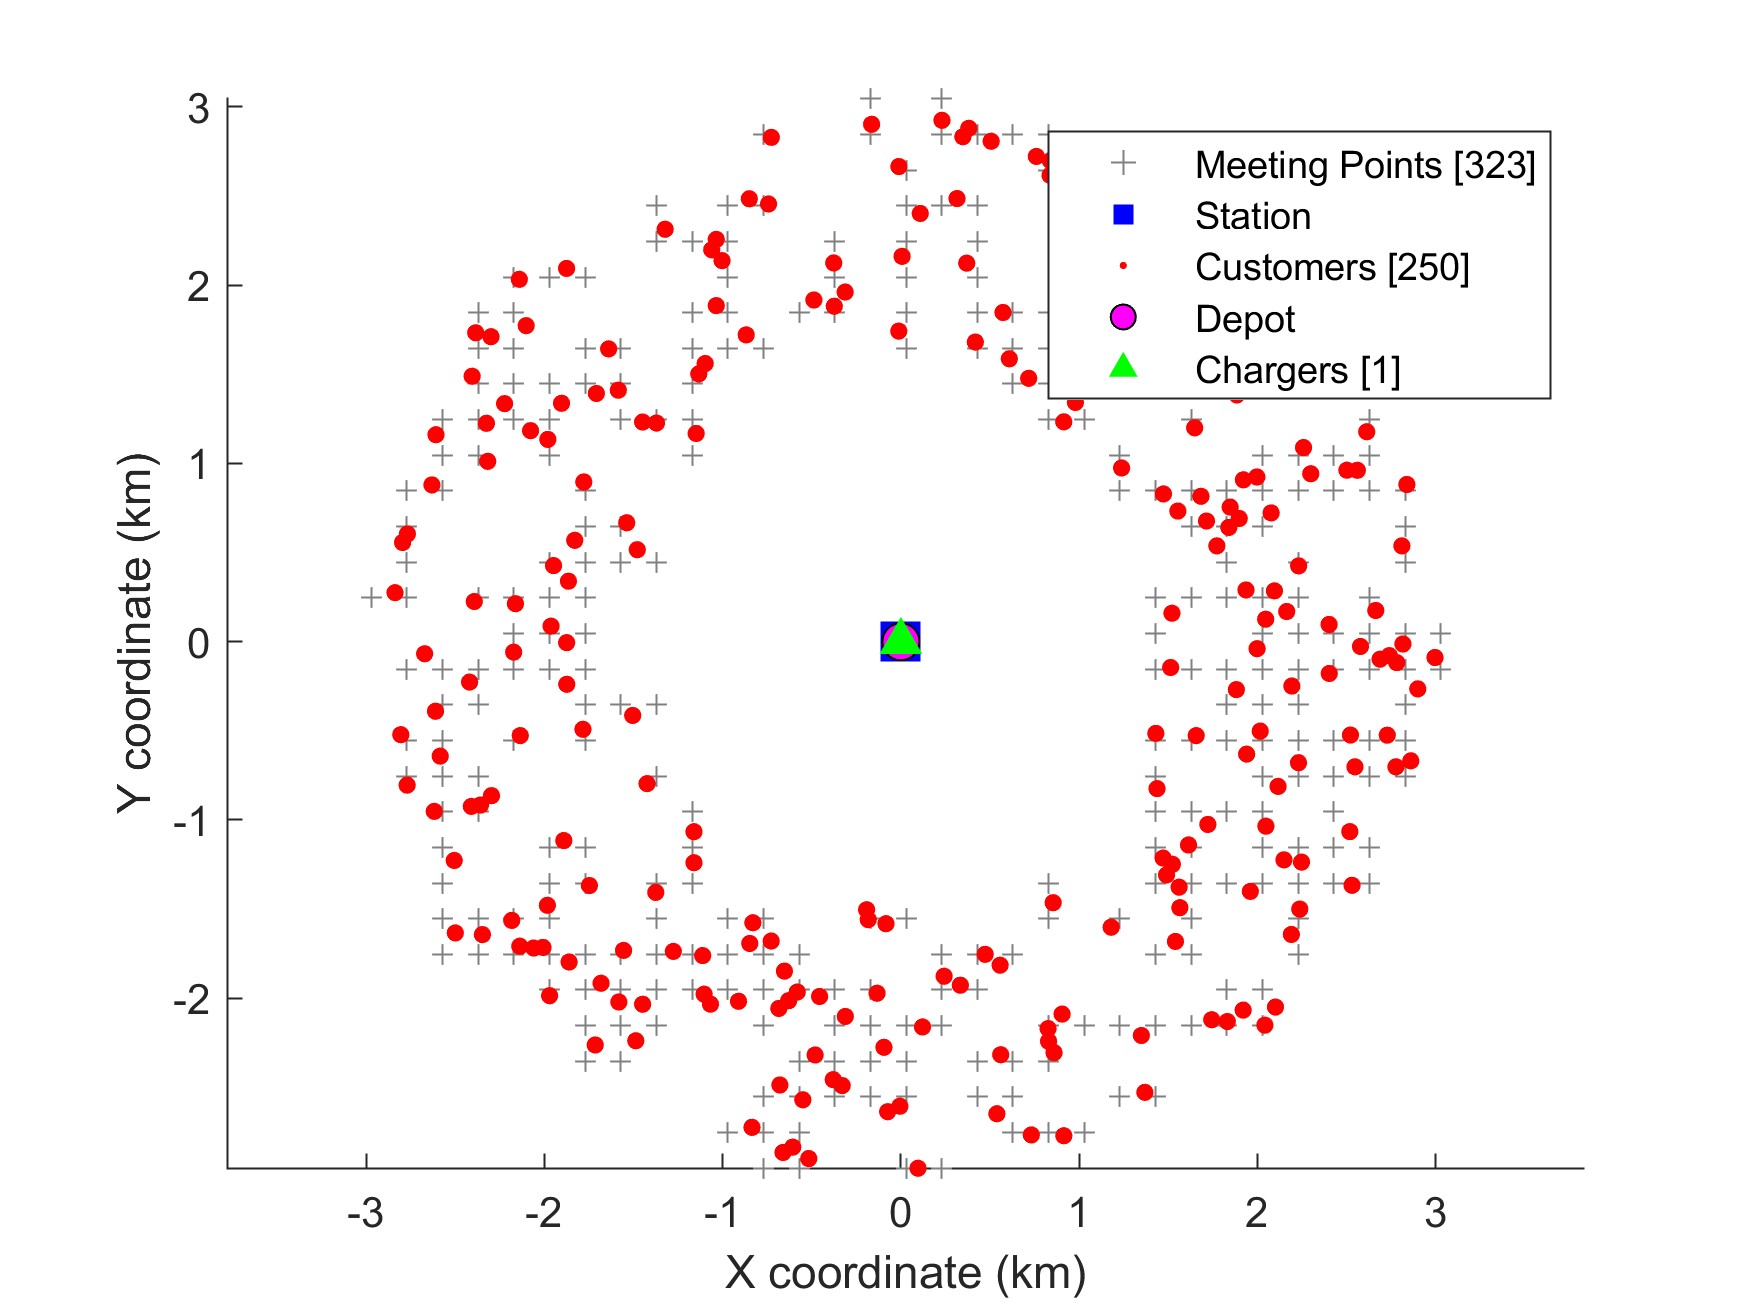 3
2
1
0
-1
-2
Y coordinate (km)
-3
-2
-1
0
1
2
3
X coordinate (km)
Meeting Points [323]
Station
Customers [250]
Depot
Chargers [1]